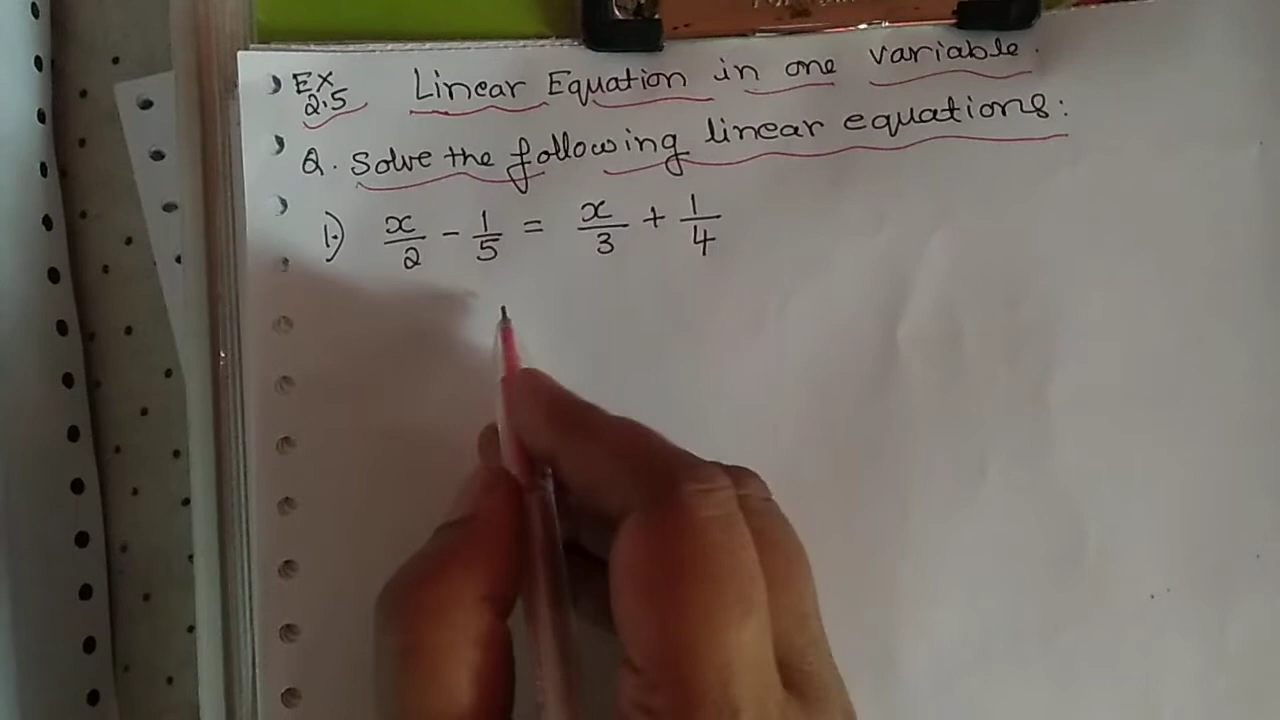 EX 2.5 Linear Equation in one variable.
Q. Solve the following linear equations:
1.) x/2 - 1/5 = x/3 + 1/4